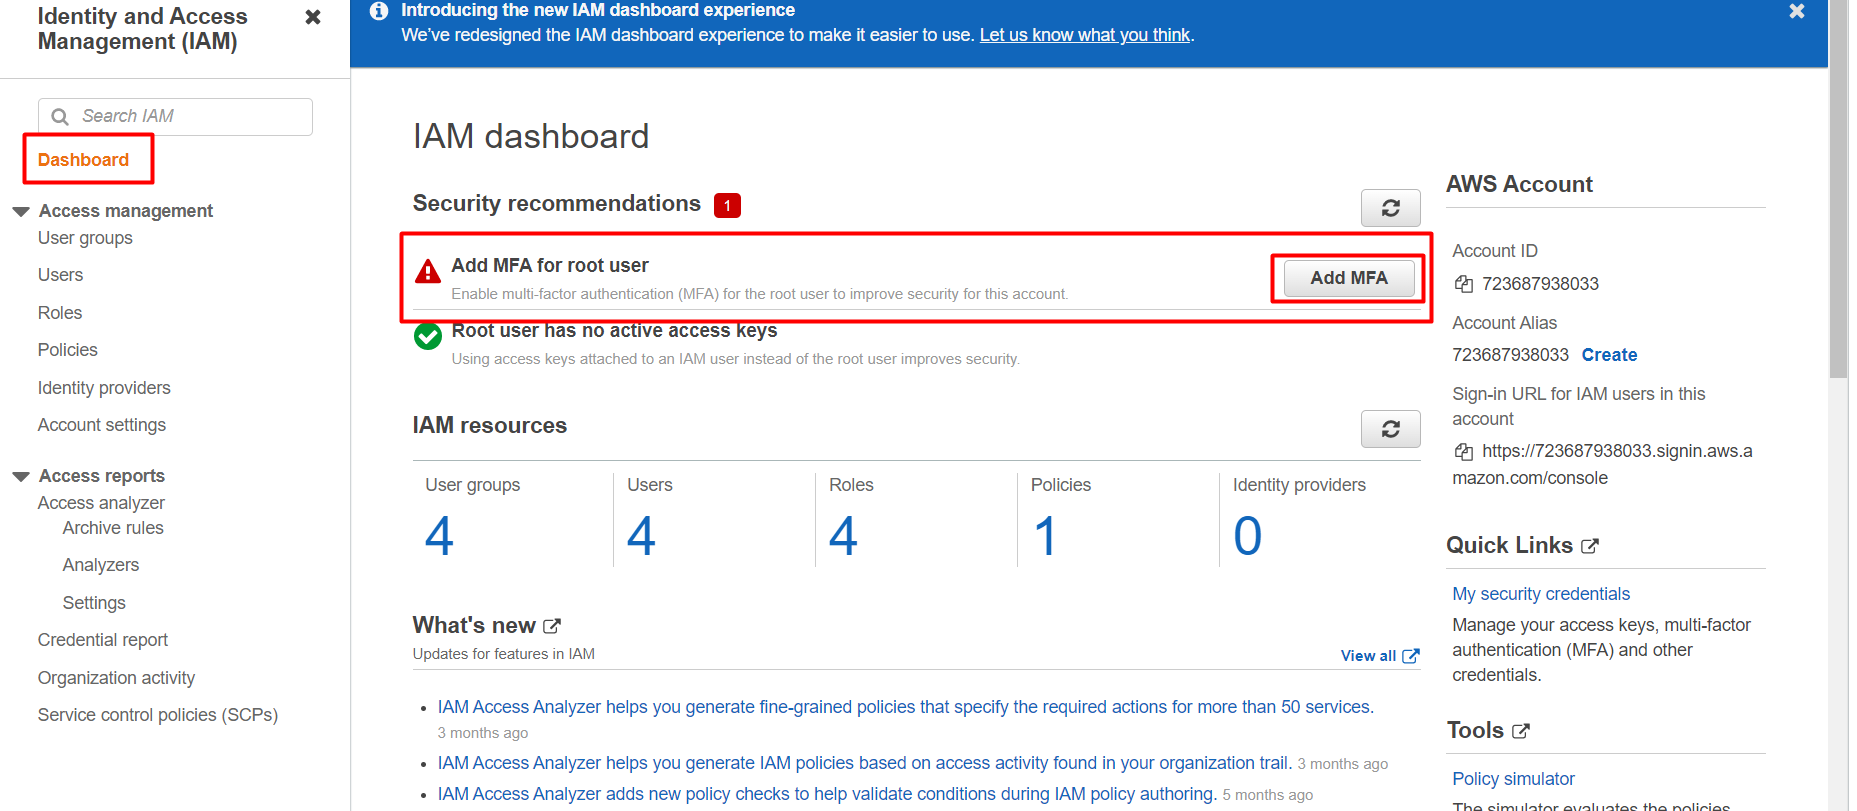 Identity and Access
Management (IAM)
Search IAM
Dashboard
Access management
User groups
Users
Roles
Policies
Identity providers
Account settings
Access reports
Access analyzer
Archive rules
Analyzers
Settings
Credential report
Organization activity
Service control policies (SCPs)
Introducing the new IAM dashboard experience
We've redesigned the IAM dashboard experience to make it easier to use. Let us know what you think.
IAM dashboard
Security recommendations 1
Add MFA for root user
Enable multi-factor authentication (MFA) for the root user to improve security for this account.
Add MFA
Root user has no active access keys
Using access keys attached to an IAM user instead of the root user improves security.
IAM resources
User groups Users Roles Policies Identity providers
4 4 4 1 0
What's new
Updates for features in IAM
View all
IAM Access Analyzer helps you generate fine-grained policies that specify the required actions for more than 50 services.
3 months ago
IAM Access Analyzer helps you generate IAM policies based on access activity found in your organization trail. 3 months ago
IAM Access Analyzer adds new policy checks to help validate conditions during IAM policy authoring. 5 months ago
AWS Account
Account ID
723687938033
Account Alias
723687938033 Create
Sign-in URL for IAM users in this
account
https://723687938033.signin.aws.a
mazon.com/console
Quick Links
My security credentials
Manage your access keys, multi-factor
authentication (MFA) and other
credentials.
Tools
Policy simulator
The simulator evaluates the policies